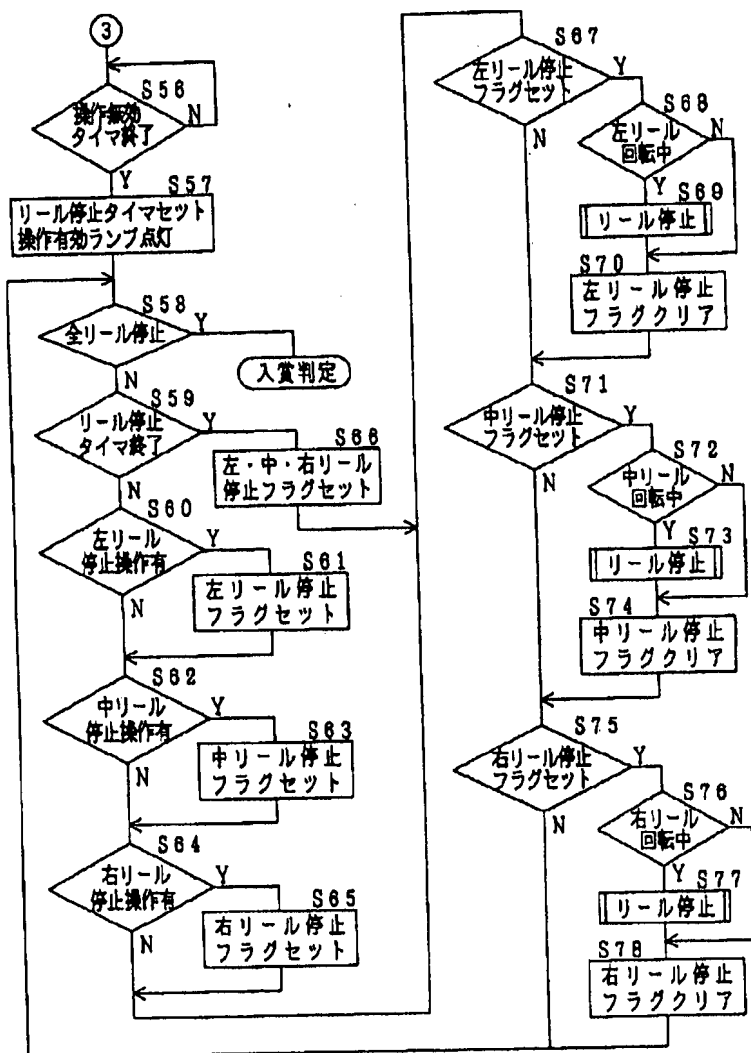 3
S56
操作無効
タイマ終了
N
Y
S57
リール停止タイマセット
操作有効ランプ点灯
S58
全リール停止
Y
N
入賞判定
S59
リール停止
タイマ終了
Y
N
S66
左・中・右リール
停止フラグセット
S60
左リール
停止操作有
Y
N
S61
左リール停止
フラグセット
S62
中リール
停止操作有
Y
N
S63
中リール停止
フラグセット
S64
右リール
停止操作有
Y
N
S65
右リール停止
フラグセット
S67
左リール停止
フラグセット
Y
N
S68
左リール
回転中
N
Y
S69
リール停止
S70
左リール停止
フラグクリア
S71
中リール停止
フラグセット
Y
N
S72
中リール
回転中
N
Y
S73
リール停止
S74
中リール停止
フラグクリア
S75
右リール停止
フラグセット
Y
N
S76
右リール
回転中
N
Y
S77
リール停止
S78
右リール停止
フラグクリア